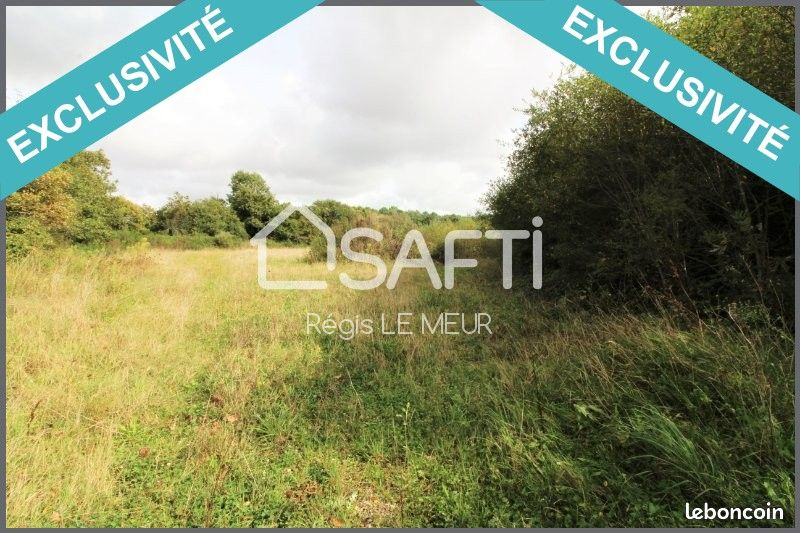 EXCLUSIVITÉ
EXCLUSIVITÉ
SAFTi
Régis LE MEUR
leboncoin